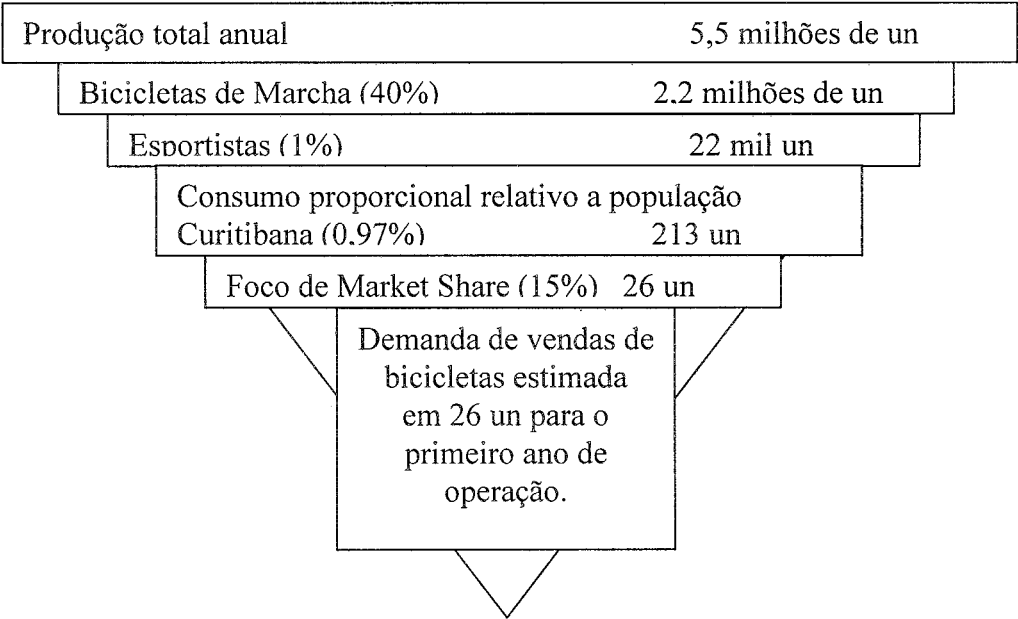 Produção total anual 5,5 milhões de un
Bicicletas de Marcha (40%) 2,2 milhões de un
Esportistas (1%) 22 mil un
Consumo proporcional relativo a população
Curitibana (0,97%) 213 un
Foco de Market Share (15%) 26 un
Demanda de vendas de
bicicletas estimada
em 26 un para o
primeiro ano de
operação.